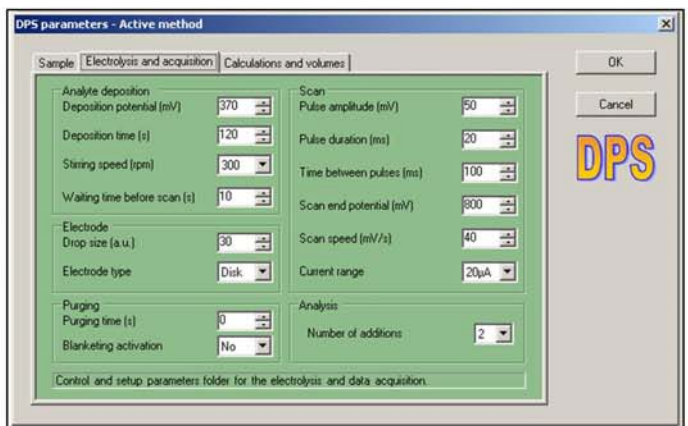 DPS parameters - Active method
Sample Electrolysis and acquisition Calculations and volumes
Analyte deposition
Deposition potential (mV) 370
Deposition time (s) 120
Stirring speed (rpm) 300
Waiting time before scan (s) 10
Electrode
Drop size (a.u.) 30
Electrode type Disk
Purging
Purging time (s) 0
Blanketing activation No
Scan
Pulse amplitude (mV) 50
Pulse duration (ms) 20
Time between pulses (ms) 100
Scan end potential (mV) 800
Scan speed (mV/s) 40
Current range 20µA
Analysis
Number of additions 2
Control and setup parameters folder for the electrolysis and data acquisition.
OK
Cancel
DPS